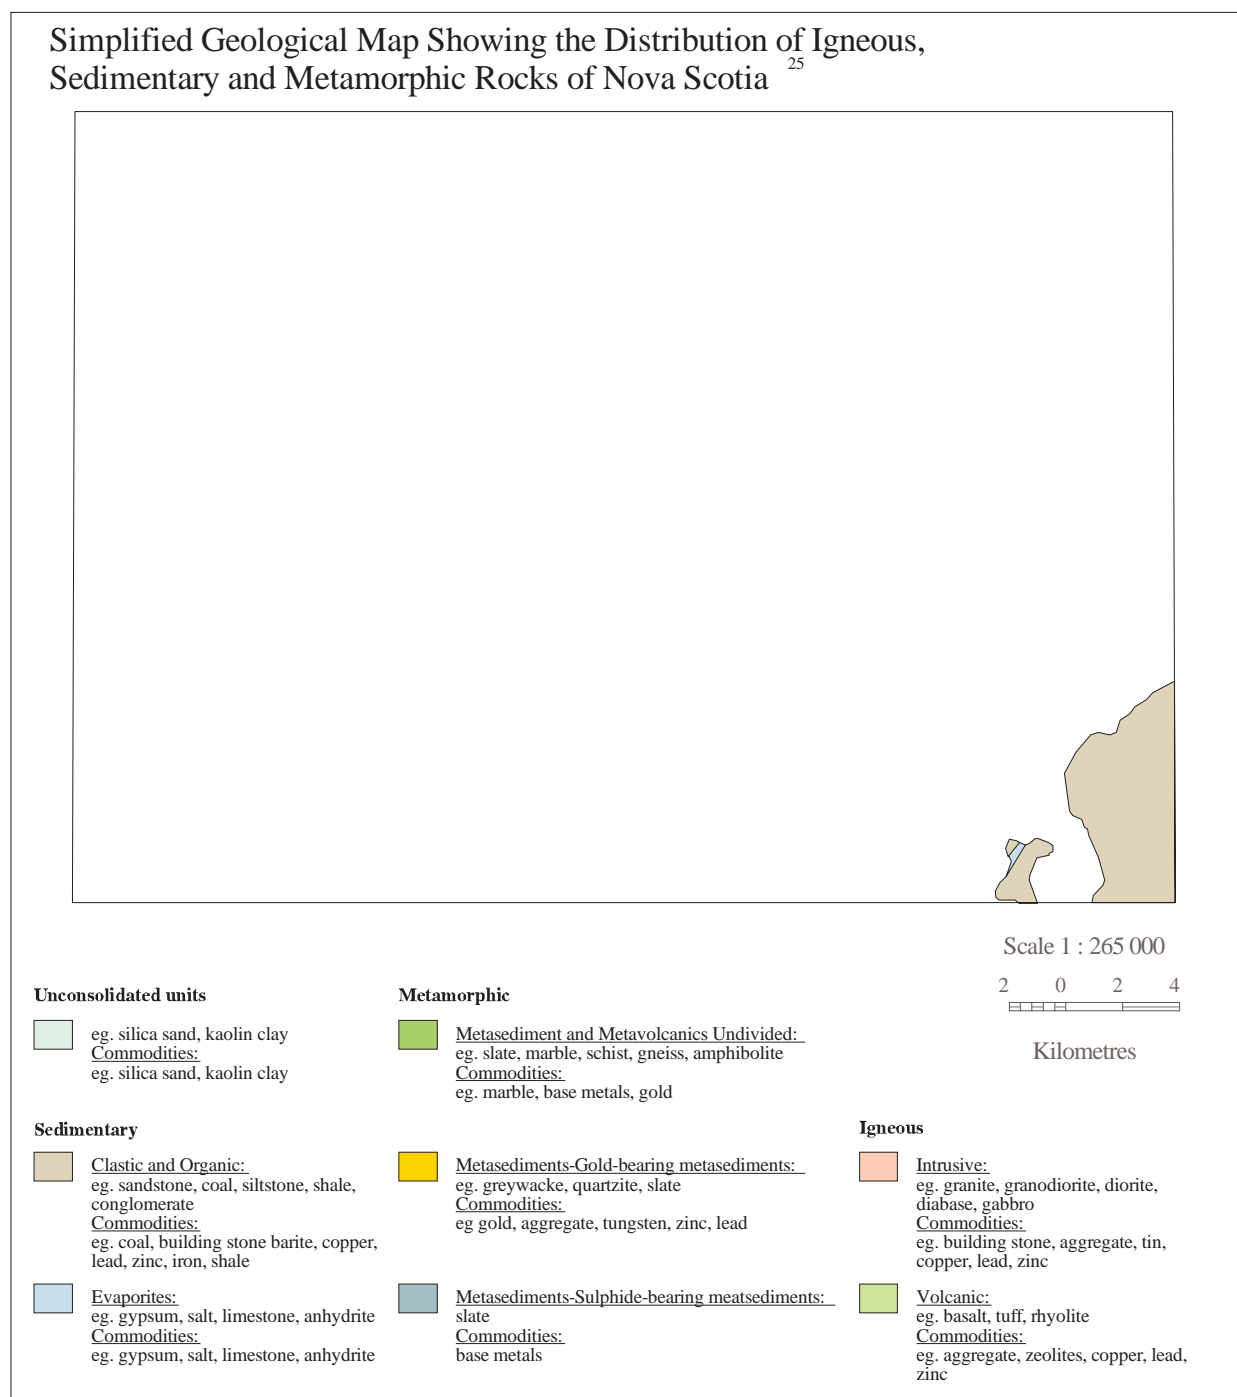 Simplified Geological Map Showing the Distribution of Igneous,
Sedimentary and Metamorphic Rocks of Nova Scotia 25
Scale 1 : 265 000
2 0 2 4
Kilometres
Unconsolidated units
eg. silica sand, kaolin clay
Commodities:
eg. silica sand, kaolin clay
Metamorphic
Metasediment and Metavolcanics Undivided:
eg. slate, marble, schist, gneiss, amphibolite
Commodities:
eg. marble, base metals, gold
Sedimentary
Clastic and Organic:
eg. sandstone, coal, siltstone, shale,
conglomerate
Commodities:
eg. coal, building stone barite, copper,
lead, zinc, iron, shale
Metasediments-Gold-bearing metasediments:
eg. greywacke, quartzite, slate
Commodities:
eg gold, aggregate, tungsten, zinc, lead
Igneous
Intrusive:
eg. granite, granodiorite, diorite,
diabase, gabbro
Commodities:
eg. building stone, aggregate, tin,
copper, lead, zinc
Evaporites:
eg. gypsum, salt, limestone, anhydrite
Commodities:
eg. gypsum, salt, limestone, anhydrite
Metasediments-Sulphide-bearing meatsediments:
slate
Commodities:
base metals
Volcanic:
eg. basalt, tuff, rhyolite
Commodities:
eg. aggregate, zeolites, copper, lead,
zinc